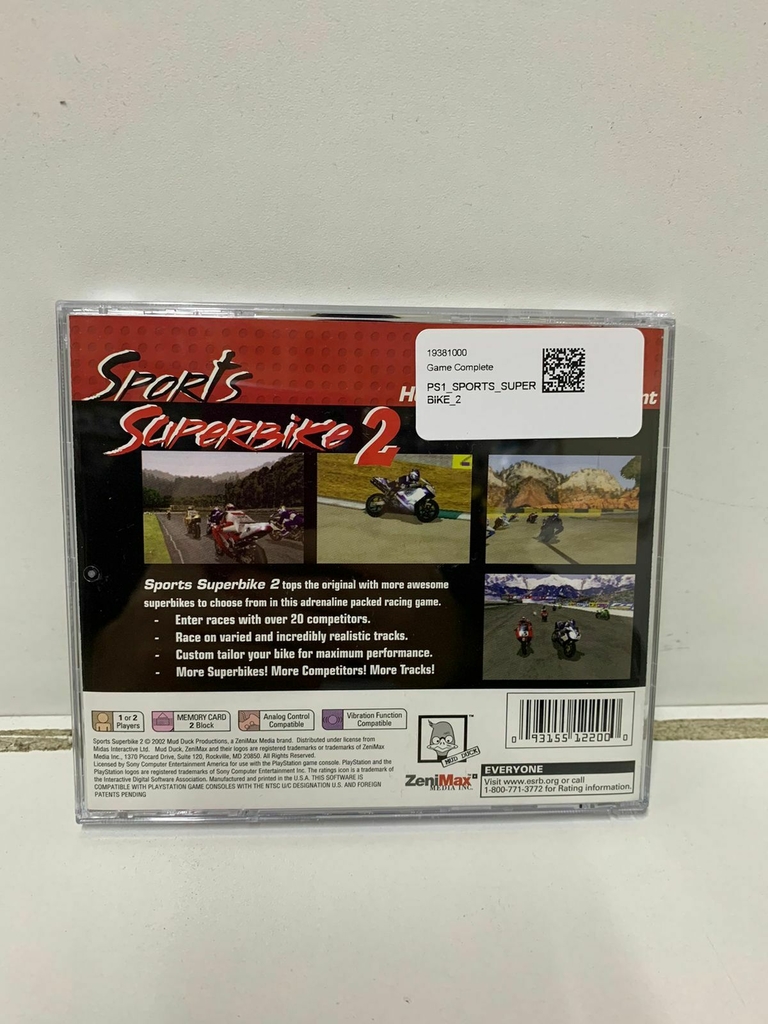 19381000
Game Complete
PS1_SPORTS_SUPER
BIKE_2
SPORTS
SUPERBIKE 2
Sports Superbike 2 tops the original with more awesome
superbikes to choose from in this adrenaline packed racing game.
- Enter races with over 20 competitors.
- Race on varied and incredibly realistic tracks.
- Custom tailor your bike for maximum performance.
- More Superbikes! More Competitors! More Tracks!
1 or 2
Players
MEMORY CARD
2 Block
Analog Control
Compatible
Vibration Function
Compatible
Sports Superbike 2 © 2002 Mud Duck Productions, a ZeniMax Media brand. Distributed under license from
Midas Interactive Ltd. Mud Duck, ZeniMax and their logos are registered trademarks or trademarks of ZeniMax
Media Inc., 1370 Piccard Drive, Suite 120, Rockville, MD 20850. All Rights Reserved.
Licensed by Sony Computer Entertainment America for use with the PlayStation game console. PlayStation and the
PlayStation logos are registered trademarks of Sony Computer Entertainment Inc. The ratings icon is a trademark of
the Interactive Digital Software Association. Manufactured and printed in the U.S.A. THIS SOFTWARE IS
COMPATIBLE WITH PLAYSTATION GAME CONSOLES WITH THE NTSC U/C DESIGNATION U.S. AND FOREIGN
PATENTS PENDING
MUD DUCK
TM
ZeniMax
MEDIA INC.
0 93155 12200 0
EVERYONE
Visit www.esrb.org or call
1-800-771-3772 for Rating information.